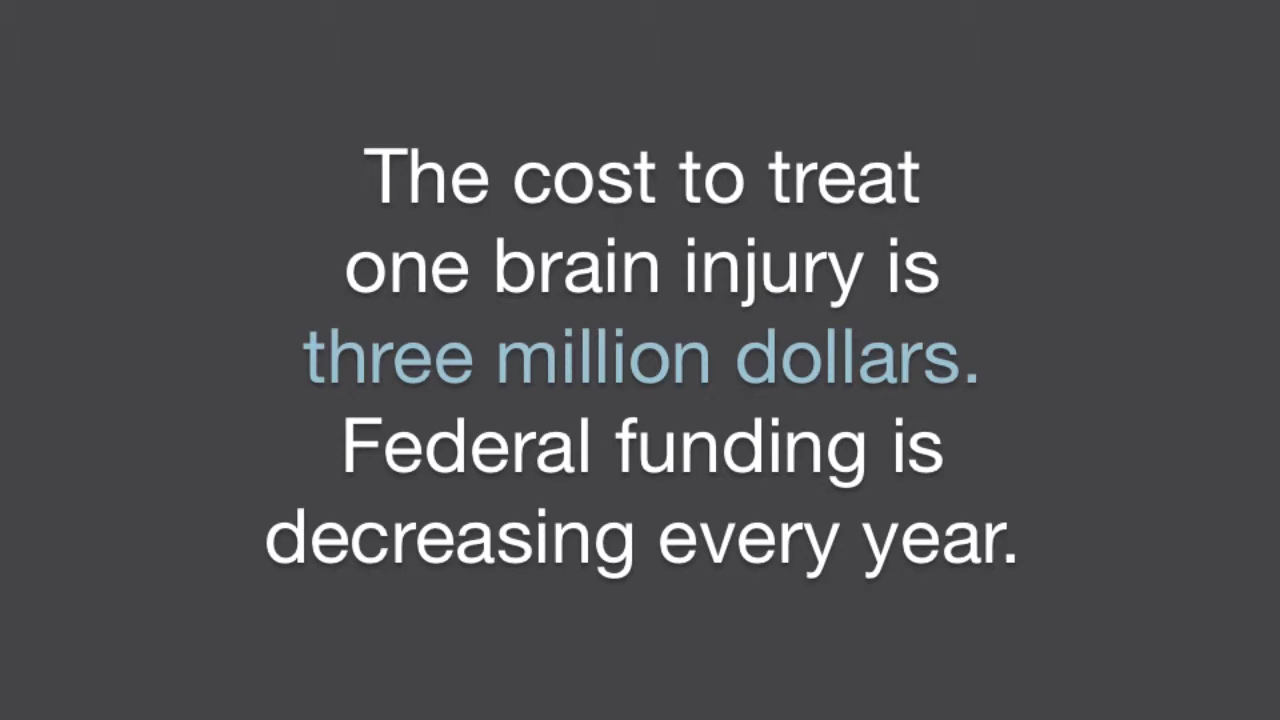 The cost to treat
one brain injury is
three million dollars.
Federal funding is
decreasing every year.